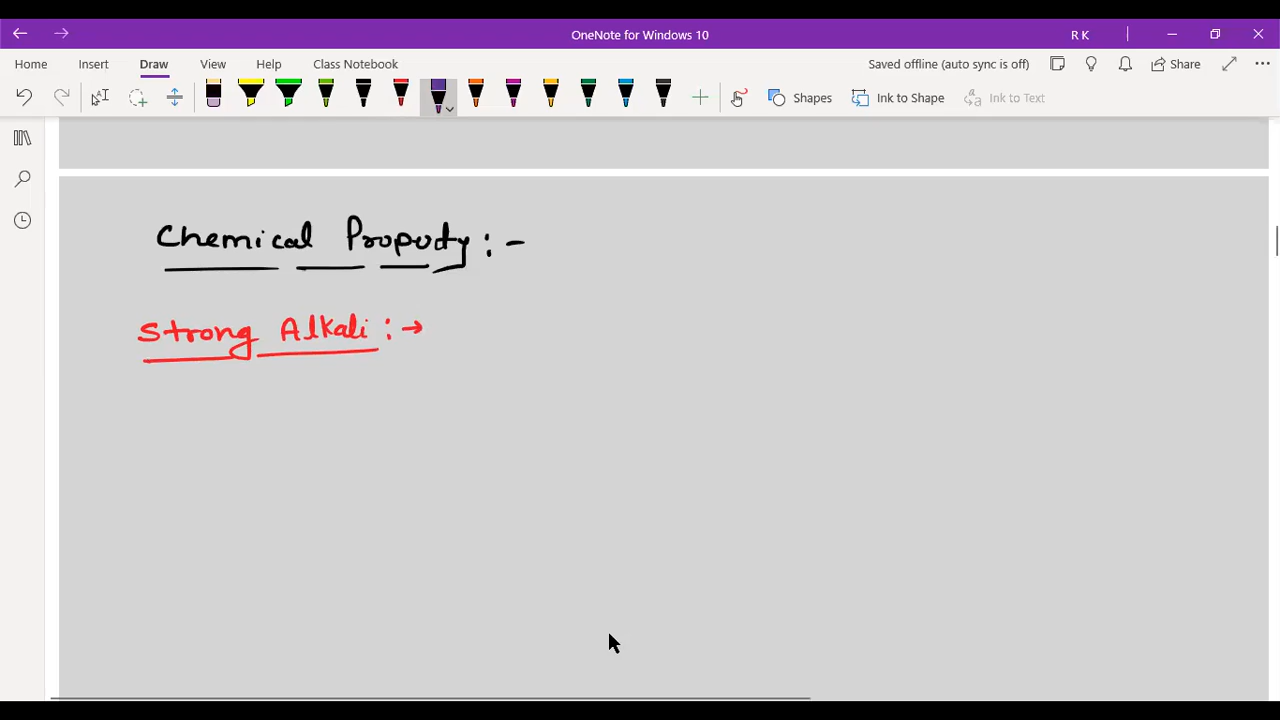 OneNote for Windows 10
R K
Home Insert Draw View Help Class Notebook
Saved offline (auto sync is off)
Share
Shapes
Ink to Shape
Ink to Text
Chemical Property :-
Strong Alkali :→